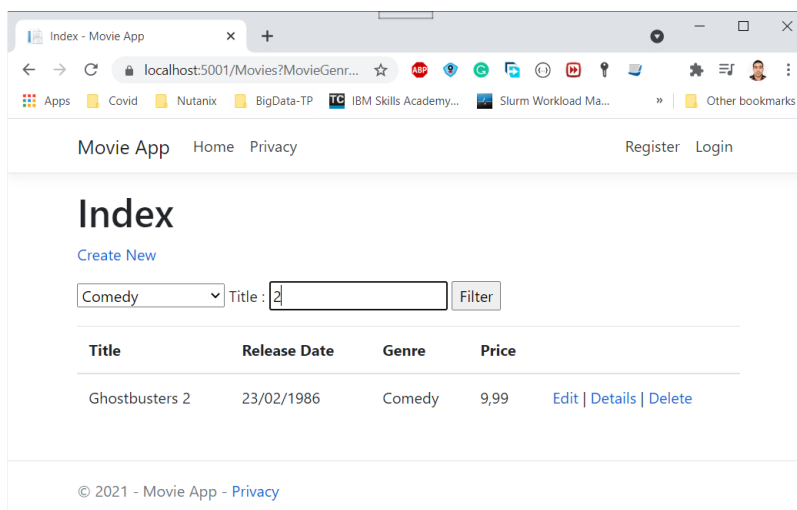 Index - Movie App
localhost:5001/Movies?MovieGenr...
ABP
Apps Covid Nutanix BigData-TP TC IBM Skills Academy... Slurm Workload Ma... » Other bookmarks
Movie App Home Privacy Register Login
Index
Create New
Comedy Title : 2 Filter
Title Release Date Genre Price
Ghostbusters 2 23/02/1986 Comedy 9,99 Edit | Details | Delete
© 2021 - Movie App - Privacy